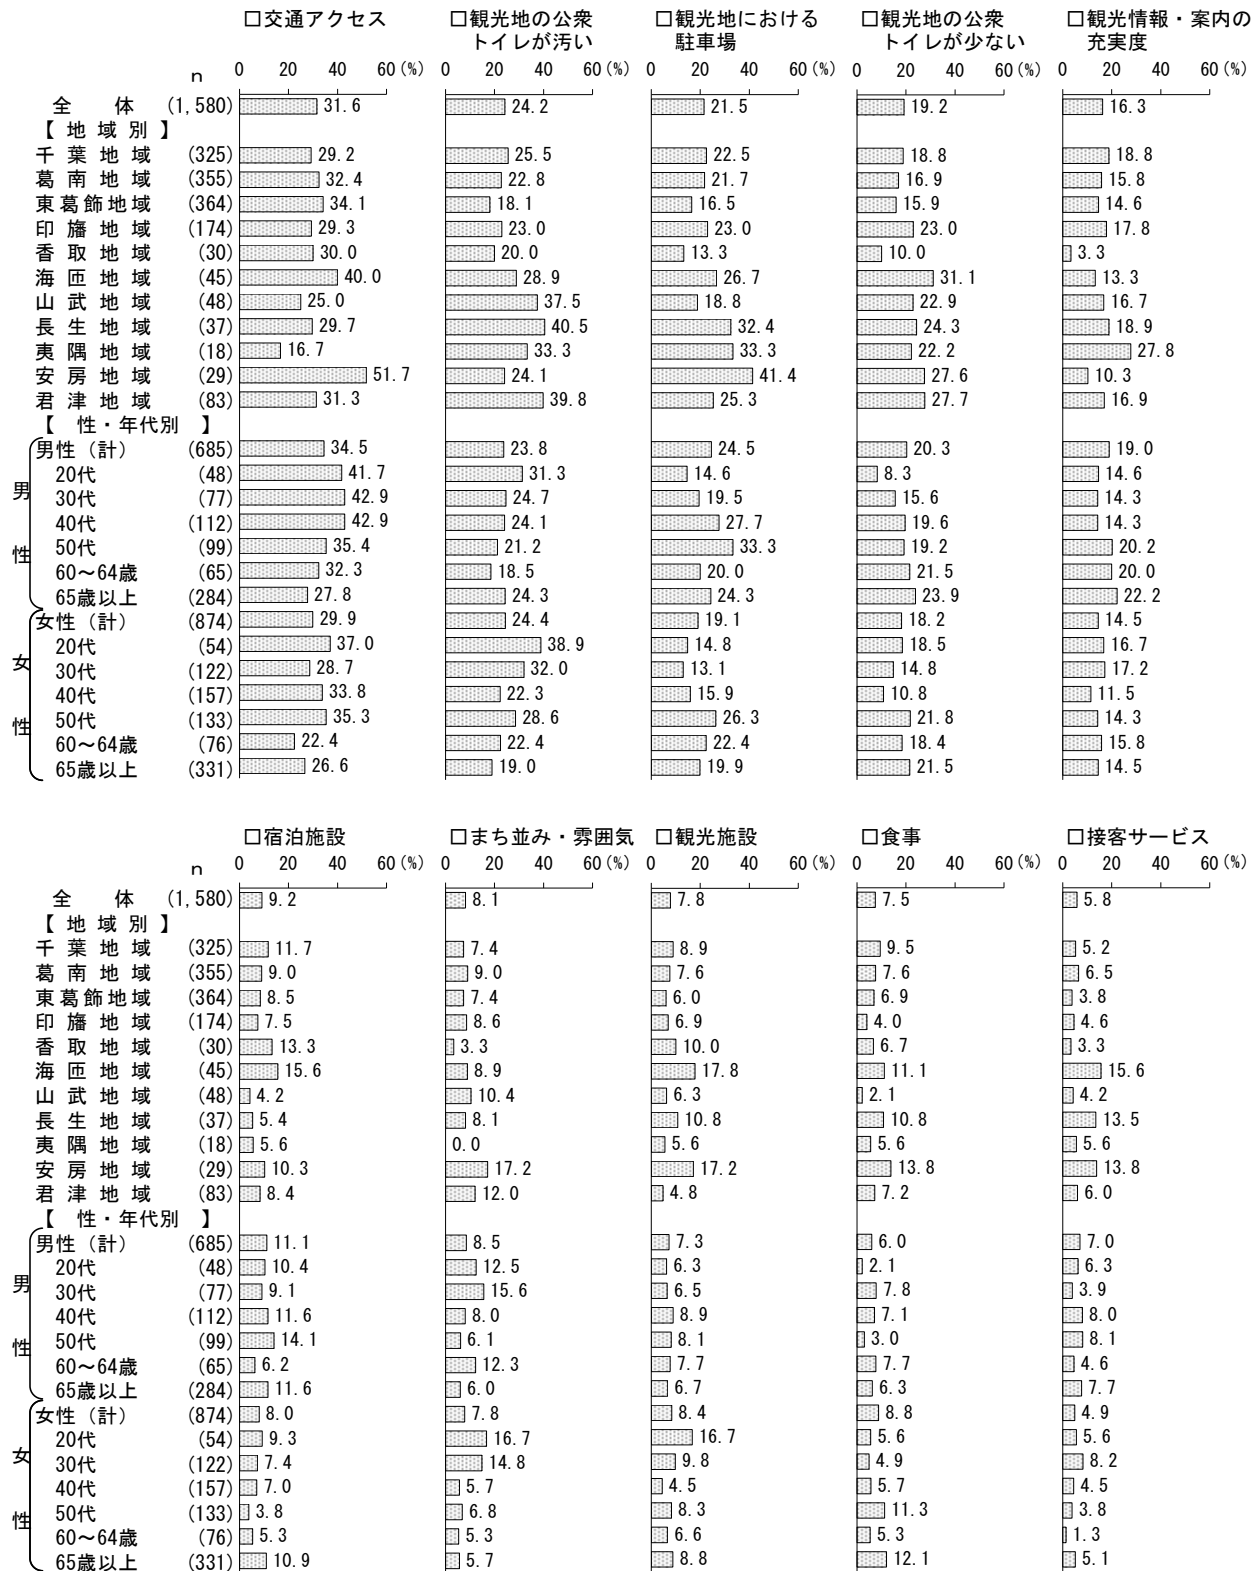 □交通アクセス □観光地の公衆 □観光地における □観光地の公衆 □観光情報・案内の
トイレが汚い 駐車場 トイレが少ない 充実度
n 0 20 40 60(%) 0 20 40 60(%) 0 20 40 60(%) 0 20 40 60(%) 0 20 40 60(%)
全 体 (1,580) 31.6 24.2 21.5 19.2 16.3
【地域別】
千葉地域 (325) 29.2 25.5 22.5 18.8 18.8
葛南地域 (355) 32.4 22.8 21.7 16.9 15.8
東葛飾地域 (364) 34.1 18.1 16.5 15.9 14.6
印旛地域 (174) 29.3 23.0 23.0 23.0 17.8
香取地域 (30) 30.0 20.0 13.3 10.0 3.3
海匝地域 (45) 40.0 28.9 26.7 31.1 13.3
山武地域 (48) 25.0 37.5 18.8 22.9 16.7
長生地域 (37) 29.7 40.5 32.4 24.3 18.9
夷隅地域 (18) 16.7 33.3 33.3 22.2 27.8
安房地域 (29) 51.7 24.1 41.4 27.6 10.3
君津地域 (83) 31.3 39.8 25.3 27.7 16.9
【 性・年代別 】
男性（計） (685) 34.5 23.8 24.5 20.3 19.0
20代 (48) 41.7 31.3 14.6 8.3 14.6
男 30代 (77) 42.9 24.7 19.5 15.6 14.3
40代 (112) 42.9 24.1 27.7 19.6 14.3
性 50代 (99) 35.4 21.2 33.3 19.2 20.2
60～64歳 (65) 32.3 18.5 20.0 21.5 20.0
65歳以上 (284) 27.8 24.3 24.3 23.9 22.2
女性（計） (874) 29.9 24.4 19.1 18.2 14.5
20代 (54) 37.0 38.9 14.8 18.5 16.7
女 30代 (122) 28.7 32.0 13.1 14.8 17.2
40代 (157) 33.8 22.3 15.9 10.8 11.5
性 50代 (133) 35.3 28.6 26.3 21.8 14.3
60～64歳 (76) 22.4 22.4 22.4 18.4 15.8
65歳以上 (331) 26.6 19.0 19.9 21.5 14.5
□宿泊施設 □まち並み・雰囲気 □観光施設 □食事 □接客サービス
n 0 20 40 60(%) 0 20 40 60(%) 0 20 40 60(%) 0 20 40 60(%) 0 20 40 60(%)
全 体 (1,580) 9.2 8.1 7.8 7.5 5.8
【地域別】
千葉地域 (325) 11.7 7.4 8.9 9.5 5.2
葛南地域 (355) 9.0 9.0 7.6 7.6 6.5
東葛飾地域 (364) 8.5 7.4 6.0 6.9 3.8
印旛地域 (174) 7.5 8.6 6.9 4.0 4.6
香取地域 (30) 13.3 3.3 10.0 6.7 3.3
海匝地域 (45) 15.6 8.9 17.8 11.1 15.6
山武地域 (48) 4.2 10.4 6.3 2.1 4.2
長生地域 (37) 5.4 8.1 10.8 10.8 13.5
夷隅地域 (18) 5.6 0.0 5.6 5.6 5.6
安房地域 (29) 10.3 17.2 17.2 13.8 13.8
君津地域 (83) 8.4 12.0 4.8 7.2 6.0
【 性・年代別 】
男性（計） (685) 11.1 8.5 7.3 6.0 7.0
20代 (48) 10.4 12.5 6.3 2.1 6.3
男 30代 (77) 9.1 15.6 6.5 7.8 3.9
40代 (112) 11.6 8.0 8.9 7.1 8.0
性 50代 (99) 14.1 6.1 8.1 3.0 8.1
60～64歳 (65) 6.2 12.3 7.7 7.7 4.6
65歳以上 (284) 11.6 6.0 6.7 6.3 7.7
女性（計） (874) 8.0 7.8 8.4 8.8 4.9
20代 (54) 9.3 16.7 16.7 5.6 5.6
女 30代 (122) 7.4 14.8 9.8 4.9 8.2
40代 (157) 7.0 5.7 4.5 5.7 4.5
性 50代 (133) 3.8 6.8 8.3 11.3 3.8
60～64歳 (76) 5.3 5.3 6.6 5.3 1.3
65歳以上 (331) 10.9 5.7 8.8 12.1 5.1